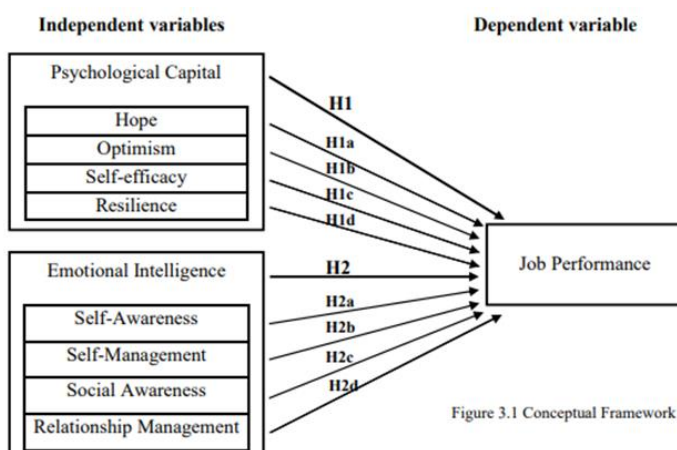 Independent variables
Dependent variable
Psychological Capital
Hope
Optimism
Self-efficacy
Resilience
H1
H1a
H1b
H1c
H1d
Job Performance
Emotional Intelligence
Self-Awareness
Self-Management
Social Awareness
Relationship Management
H2
H2a
H2b
H2c
H2d
Figure 3.1 Conceptual Framework